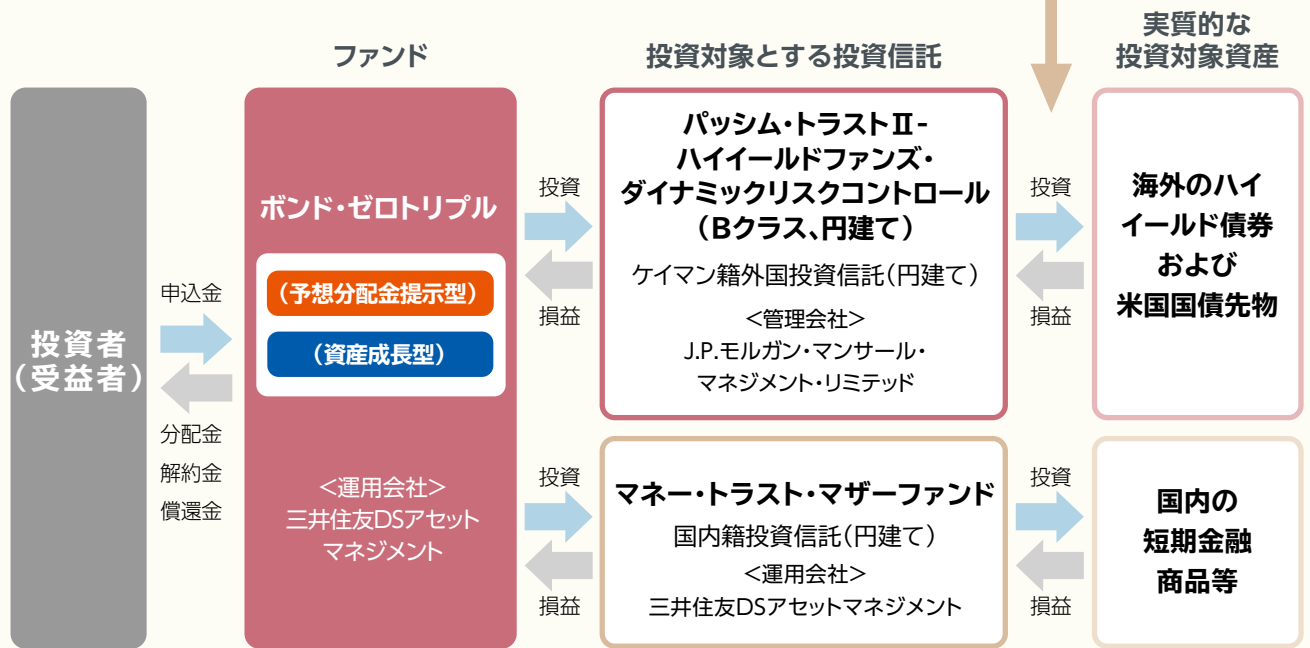 ファンド
投資対象とする投資信託
実質的な
投資対象資産
投資者
（受益者）
申込金
分配金
解約金
償還金
ボンド・ゼロトリプル
（予想分配金提示型）
（資産成長型）
＜運用会社＞
三井住友DSアセット
マネジメント
投資
損益
パッシム・トラストⅡ-
ハイイールドファンズ・
ダイナミックリスクコントロール
（Bクラス、円建て）
ケイマン籍外国投資信託（円建て）
＜管理会社＞
J.P.モルガン・マンサール・
マネジメント・リミテッド
投資
損益
海外のハイ
イールド債券
および
米国国債先物
投資
損益
マネー・トラスト・マザーファンド
国内籍投資信託（円建て）
＜運用会社＞
三井住友DSアセットマネジメント
投資
損益
国内の
短期金融
商品等